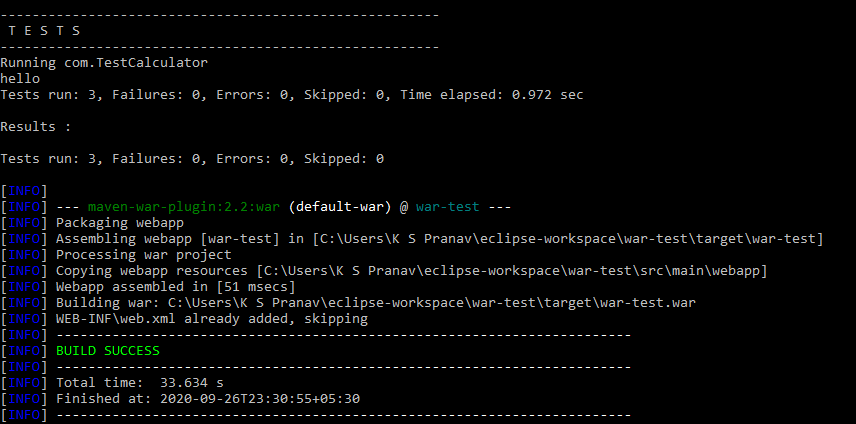 -------------------------------------------------------
 T E S T S
-------------------------------------------------------
Running com.TestCalculator
hello
Tests run: 3, Failures: 0, Errors: 0, Skipped: 0, Time elapsed: 0.972 sec

Results :

Tests run: 3, Failures: 0, Errors: 0, Skipped: 0

[INFO]
[INFO] --- maven-war-plugin:2.2:war (default-war) @ war-test ---
[INFO] Packaging webapp
[INFO] Assembling webapp [war-test] in [C:\Users\K S Pranav\eclipse-workspace\war-test\target\war-test]
[INFO] Processing war project
[INFO] Copying webapp resources [C:\Users\K S Pranav\eclipse-workspace\war-test\src\main\webapp]
[INFO] Webapp assembled in [51 msecs]
[INFO] Building war: C:\Users\K S Pranav\eclipse-workspace\war-test\target\war-test.war
[INFO] WEB-INF\web.xml already added, skipping
[INFO] ------------------------------------------------------------------------
[INFO] BUILD SUCCESS
[INFO] ------------------------------------------------------------------------
[INFO] Total time:  33.634 s
[INFO] Finished at: 2020-09-26T23:30:55+05:30
[INFO] ------------------------------------------------------------------------